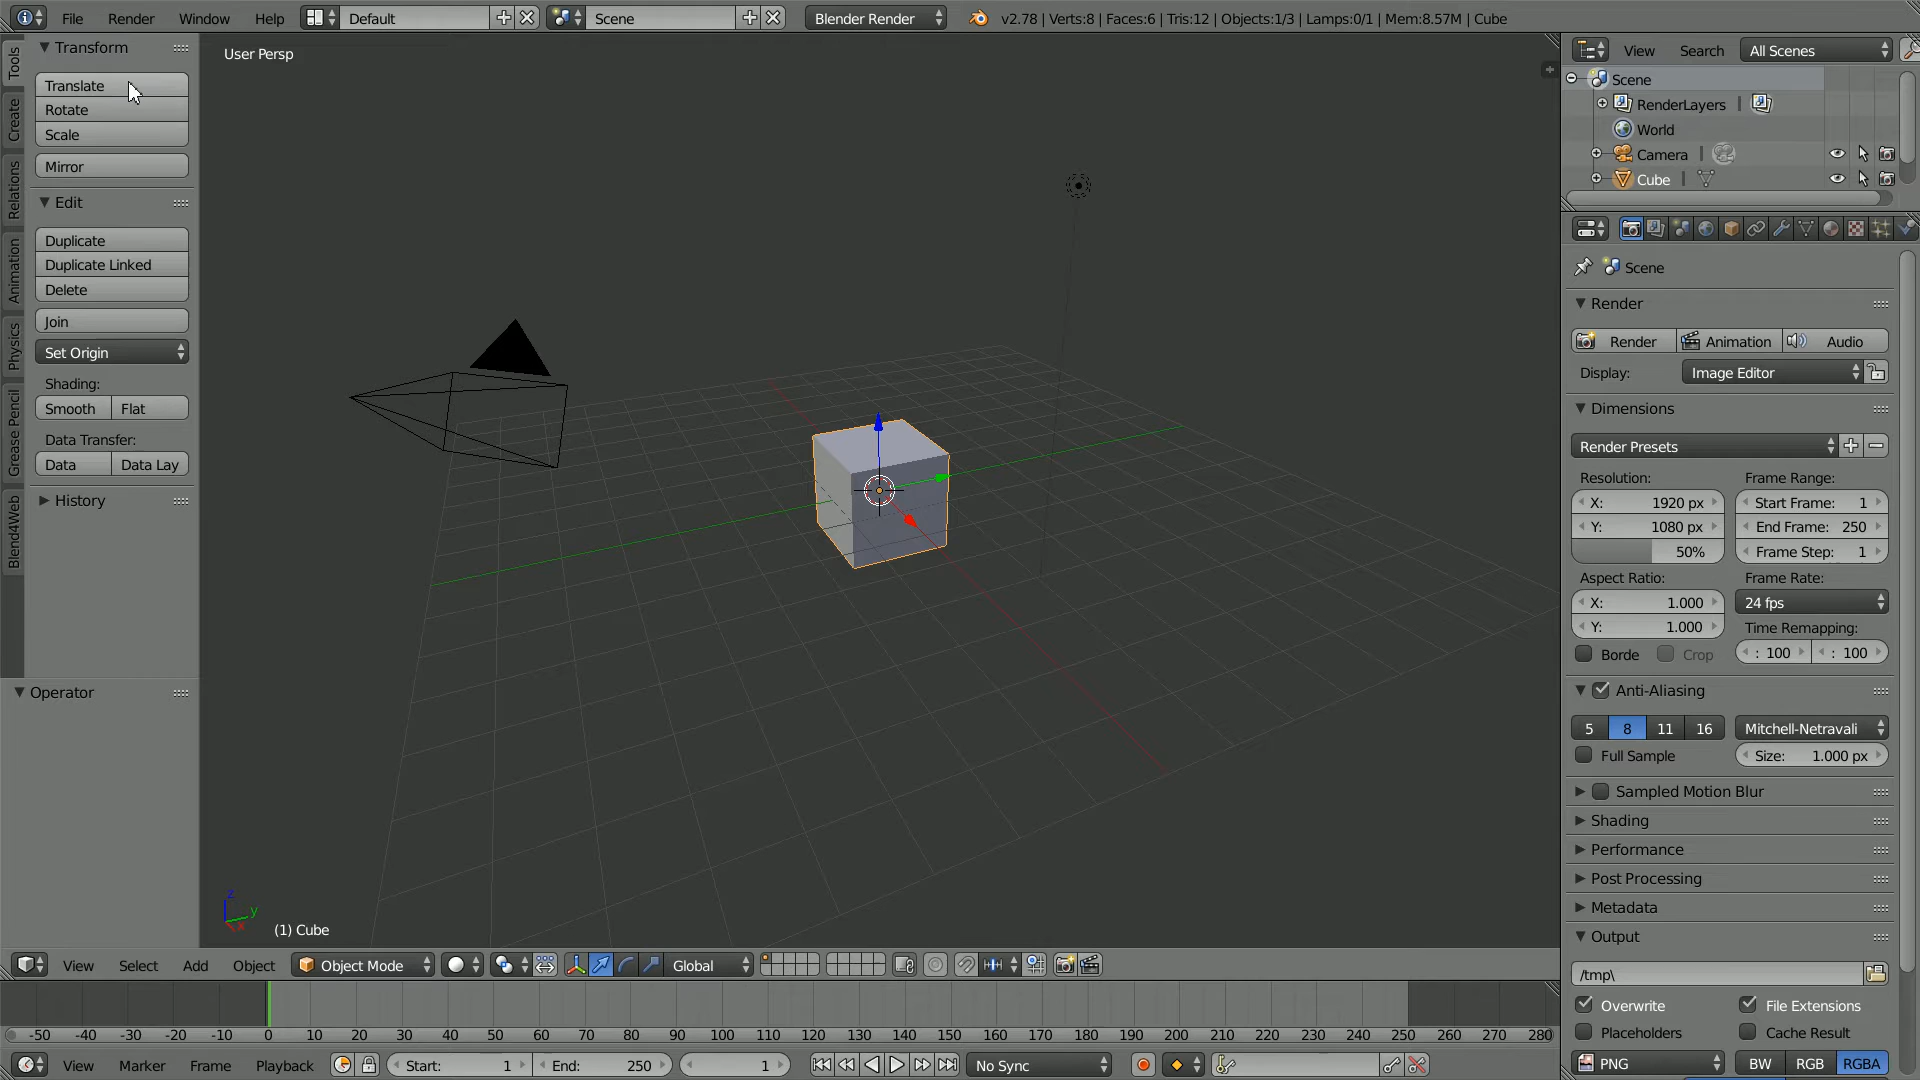 File Render Window Help Default Scene Blender Render v2.78 | Verts:8 | Faces:6 | Tris:12 | Objects:1/3 | Lamps:0/1 | Mem:8.57M | Cube
Tools
Create
Relations
Animation
Physics
Grease Pencil
Blend4Web
Transform
Translate
Rotate
Scale
Mirror
Edit
Duplicate
Duplicate Linked
Delete
Join
Set Origin
Shading:
Smooth Flat
Data Transfer:
Data Data Lay
History
Operator
User Persp
z
y
x
(1) Cube
View Search All Scenes
Scene
RenderLayers |
World
Camera |
Cube |
Scene
Render
Render Animation Audio
Display: Image Editor
Dimensions
Render Presets
Resolution: Frame Range:
X: 1920 px Start Frame: 1
Y: 1080 px End Frame: 250
50% Frame Step: 1
Aspect Ratio: Frame Rate:
X: 1.000 24 fps
Y: 1.000 Time Remapping:
Borde Crop : 100 : 100
Anti-Aliasing
5 8 11 16 Mitchell-Netravali
Full Sample Size: 1.000 px
Sampled Motion Blur
Shading
Performance
Post Processing
Metadata
Output
/tmp\
Overwrite File Extensions
Placeholders Cache Result
PNG BW RGB RGBA
View Select Add Object Object Mode Global
-50 -40 -30 -20 -10 0 10 20 30 40 50 60 70 80 90 100 110 120 130 140 150 160 170 180 190 200 210 220 230 240 250 260 270 280
View Marker Frame Playback Start: 1 End: 250 1 No Sync